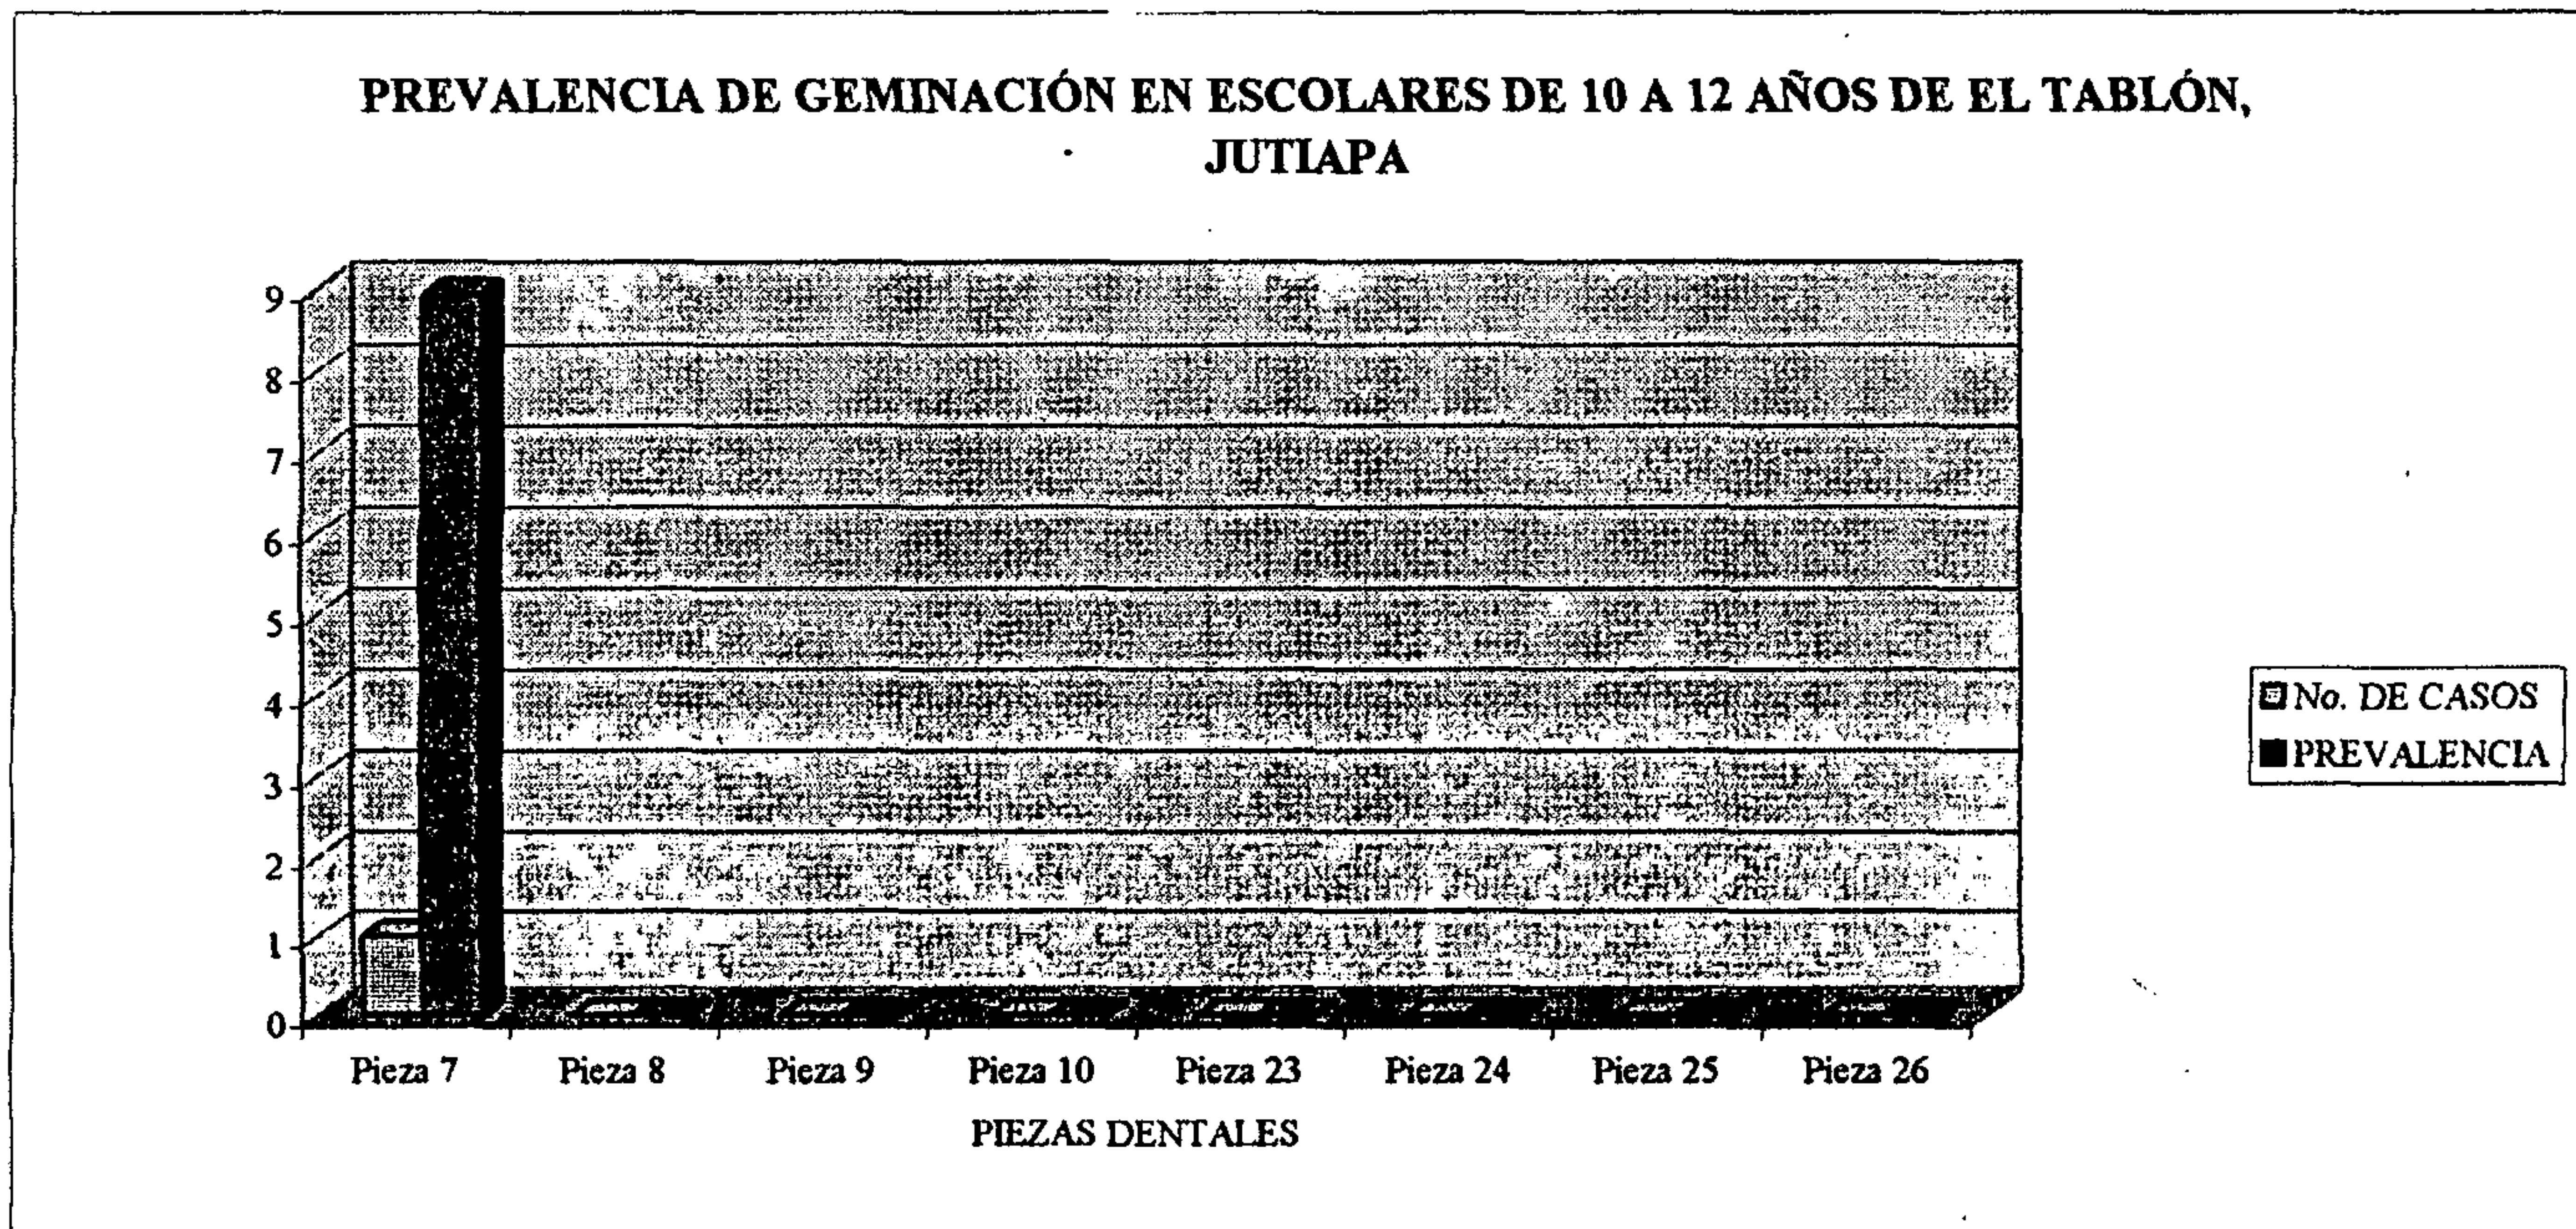 PREVALENCIA DE GEMINACIÓN EN ESCOLARES DE 10 A 12 AÑOS DE EL TABLÓN,
JUTIAPA
9
8
7
6
5
4
3
2
1
0
Pieza 7 Pieza 8 Pieza 9 Pieza 10 Pieza 23 Pieza 24 Pieza 25 Pieza 26
PIEZAS DENTALES
No. DE CASOS
PREVALENCIA